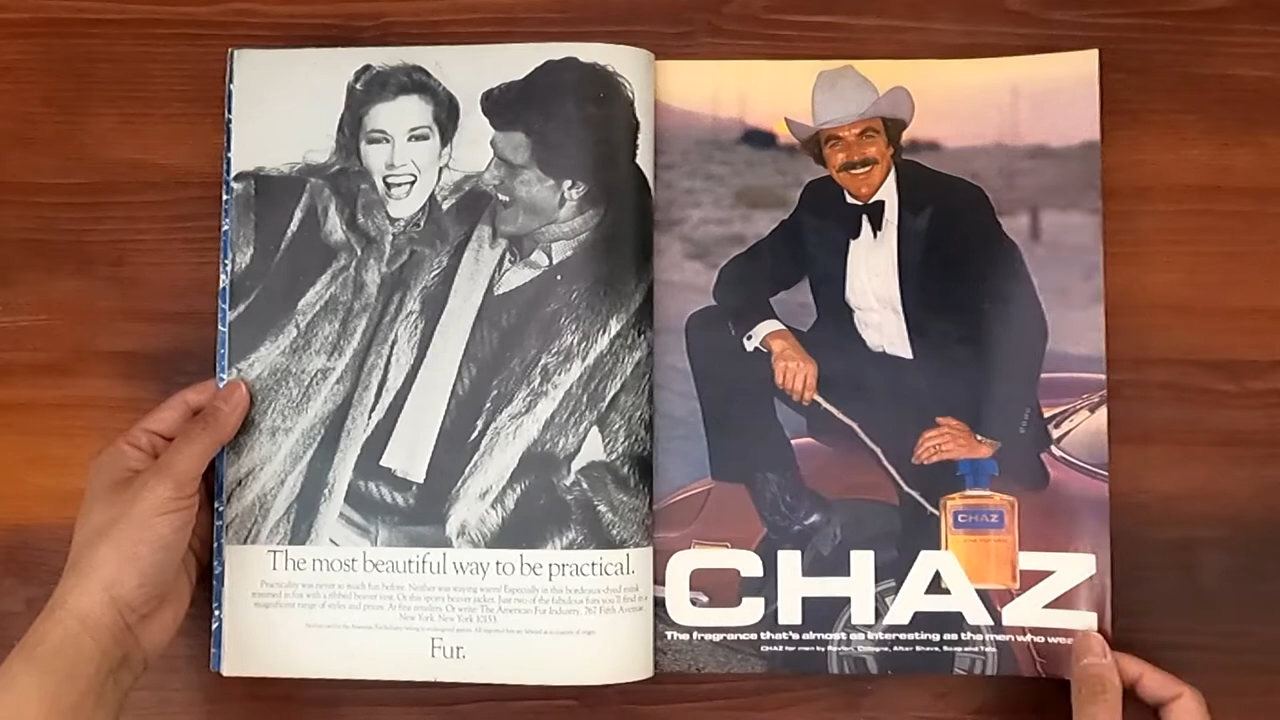 The most beautiful way to be practical.
Practicality was never so much fun before. Neither was staying warm! Especially in this bordeaux-dyed mink
trimmed in fox with a ribbed beaver vest. Or this sporty beaver jacket. Just two of the fabulous furs you'll find in a
magnificent range of styles and prices. At fine retailers. Or write The American Fur Industry, 767 Fifth Avenue,
New York, New York 10153.
Fur.
CHAZ
CHAZ
The fragrance that's almost as interesting as the men who wea
CHAZ for men by Revlon. Cologne, After Shave, Soap and Talc.